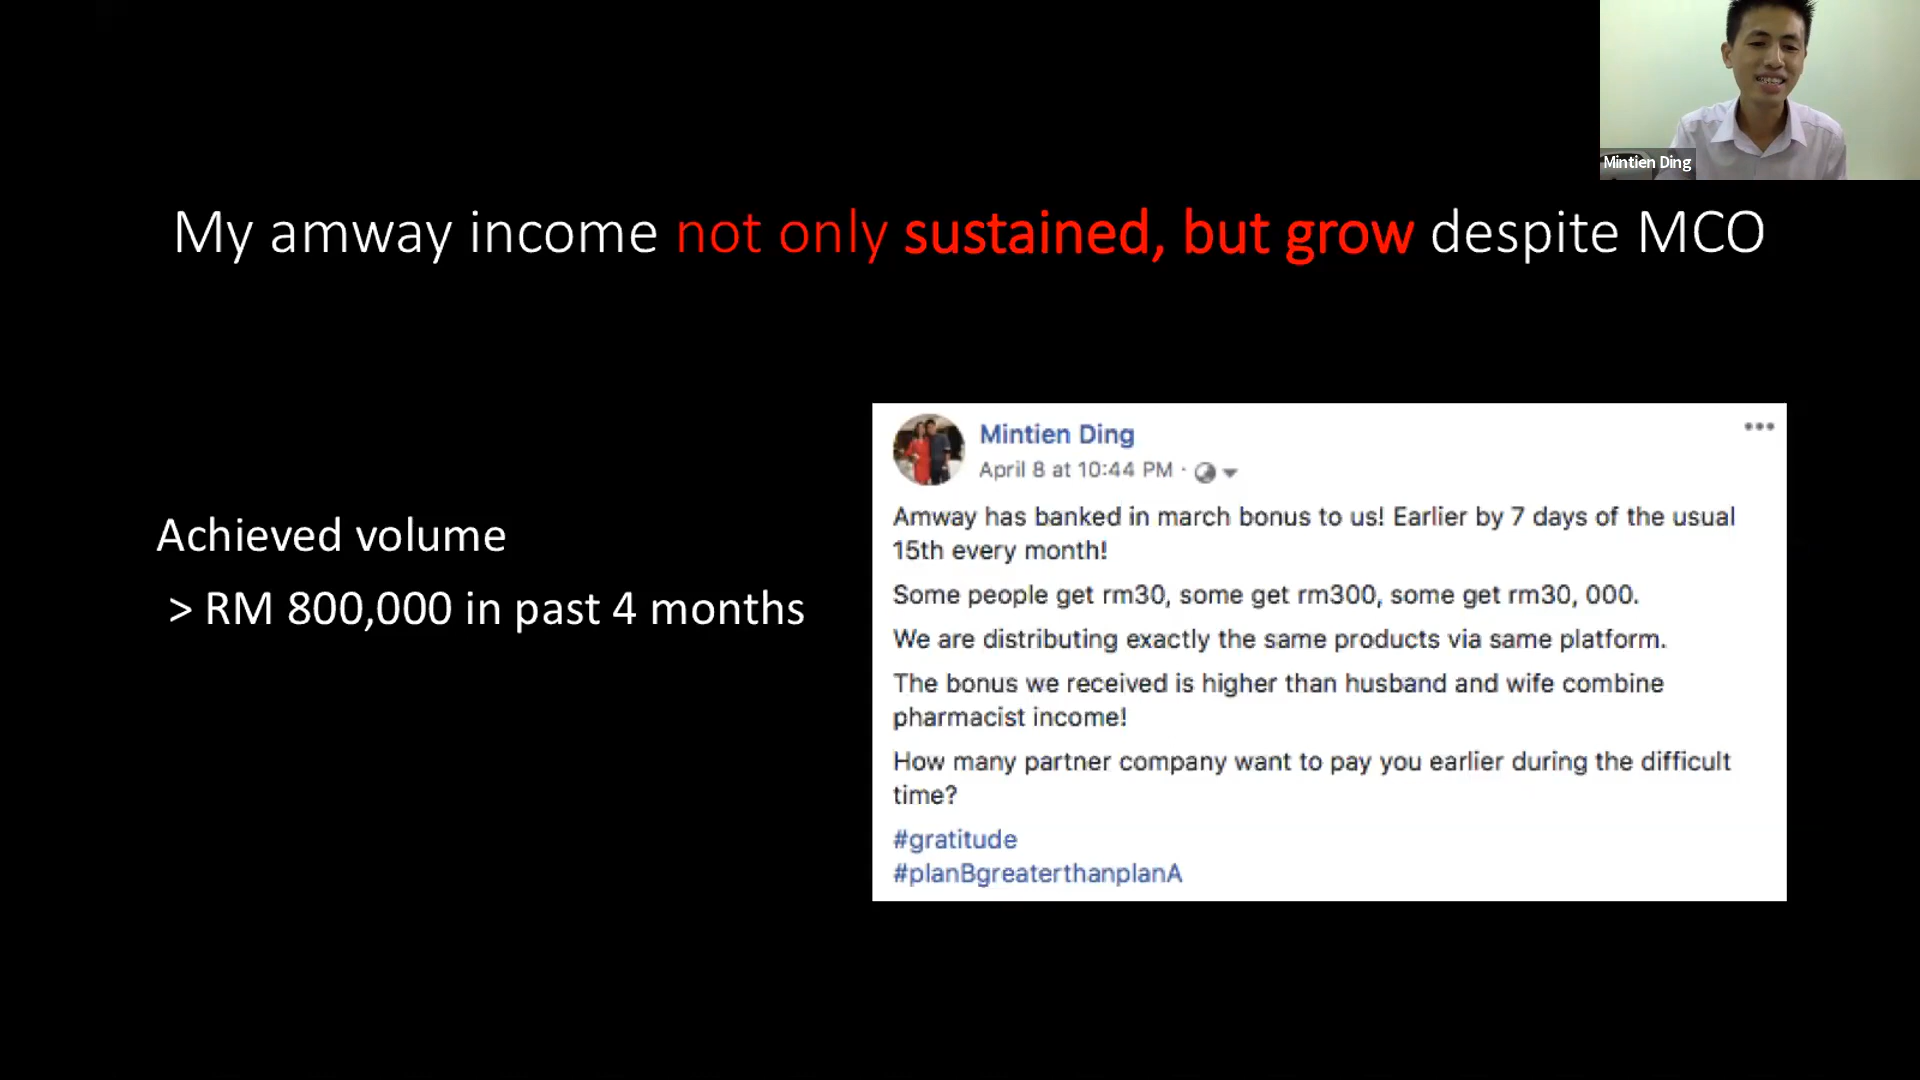 Mintien Ding
My amway income not only sustained, but grow despite MCO
Achieved volume
> RM 800,000 in past 4 months
Mintien Ding
April 8 at 10:44 PM ·
Amway has banked in march bonus to us! Earlier by 7 days of the usual
15th every month!
Some people get rm30, some get rm300, some get rm30, 000.
We are distributing exactly the same products via same platform.
The bonus we received is higher than husband and wife combine
pharmacist income!
How many partner company want to pay you earlier during the difficult
time?
#gratitude
#planBgreaterthanplanA